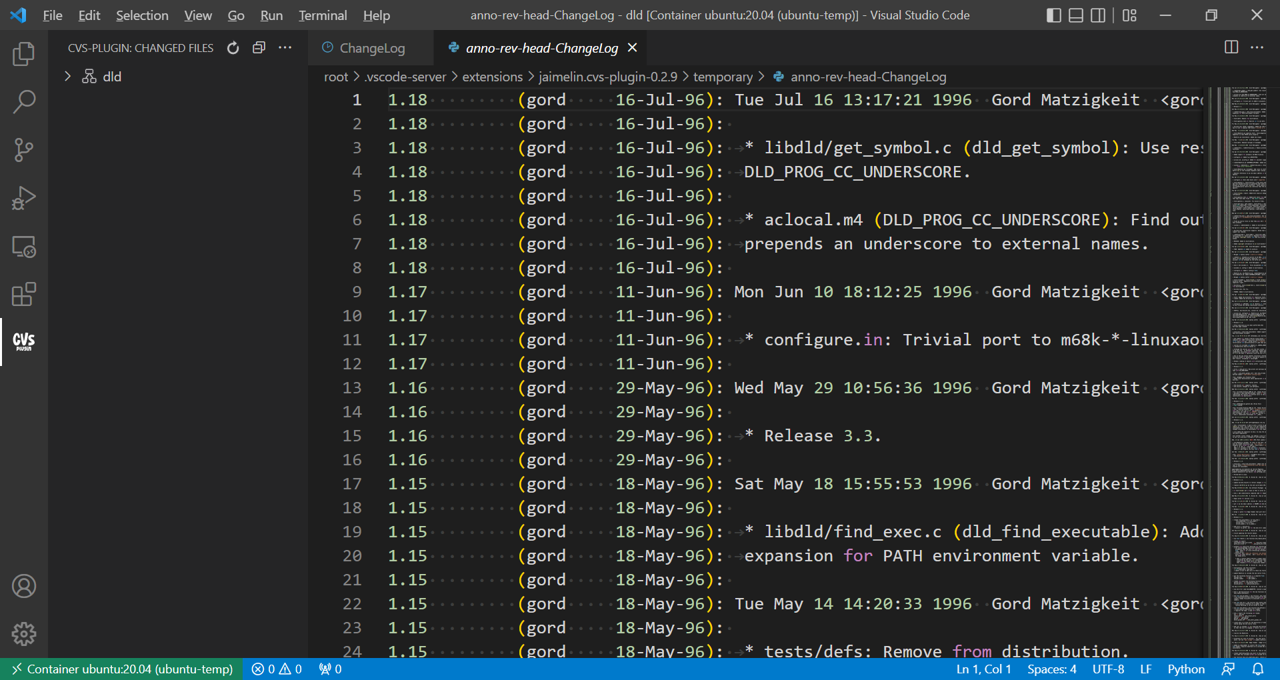 File Edit Selection View Go Run Terminal Help anno-rev-head-ChangeLog - dld [Container ubuntu:20.04 (ubuntu-temp)] - Visual Studio Code
CVS-PLUGIN: CHANGED FILES
ChangeLog
anno-rev-head-ChangeLog
dld
root > .vscode-server > extensions > jaimelin.cvs-plugin-0.2.9 > temporary > anno-rev-head-ChangeLog
1 1.18 (gord 16-Jul-96): Tue Jul 16 13:17:21 1996 Gord Matzigkeit <gord
2 1.18 (gord 16-Jul-96):
3 1.18 (gord 16-Jul-96): * libdld/get_symbol.c (dld_get_symbol): Use res
4 1.18 (gord 16-Jul-96): DLD_PROG_CC_UNDERSCORE.
5 1.18 (gord 16-Jul-96):
6 1.18 (gord 16-Jul-96): * aclocal.m4 (DLD_PROG_CC_UNDERSCORE): Find out
7 1.18 (gord 16-Jul-96): prepends an underscore to external names.
8 1.18 (gord 16-Jul-96):
9 1.17 (gord 11-Jun-96): Mon Jun 10 18:12:25 1996 Gord Matzigkeit <gord
10 1.17 (gord 11-Jun-96):
11 1.17 (gord 11-Jun-96): * configure.in: Trivial port to m68k-*-linuxaou
12 1.17 (gord 11-Jun-96):
13 1.16 (gord 29-May-96): Wed May 29 10:56:36 1996 Gord Matzigkeit <gord
14 1.16 (gord 29-May-96):
15 1.16 (gord 29-May-96): * Release 3.3.
16 1.16 (gord 29-May-96):
17 1.15 (gord 18-May-96): Sat May 18 15:55:53 1996 Gord Matzigkeit <gord
18 1.15 (gord 18-May-96):
19 1.15 (gord 18-May-96): * libdld/find_exec.c (dld_find_executable): Add
20 1.15 (gord 18-May-96): expansion for PATH environment variable.
21 1.15 (gord 18-May-96):
22 1.15 (gord 18-May-96): Tue May 14 14:20:33 1996 Gord Matzigkeit <gord
23 1.15 (gord 18-May-96):
24 1.15 (gord 18-May-96): * tests/defs: Remove from distribution.
CVS
PLUGIN
Container ubuntu:20.04 (ubuntu-temp) 0 0 0 Ln 1, Col 1 Spaces: 4 UTF-8 LF Python